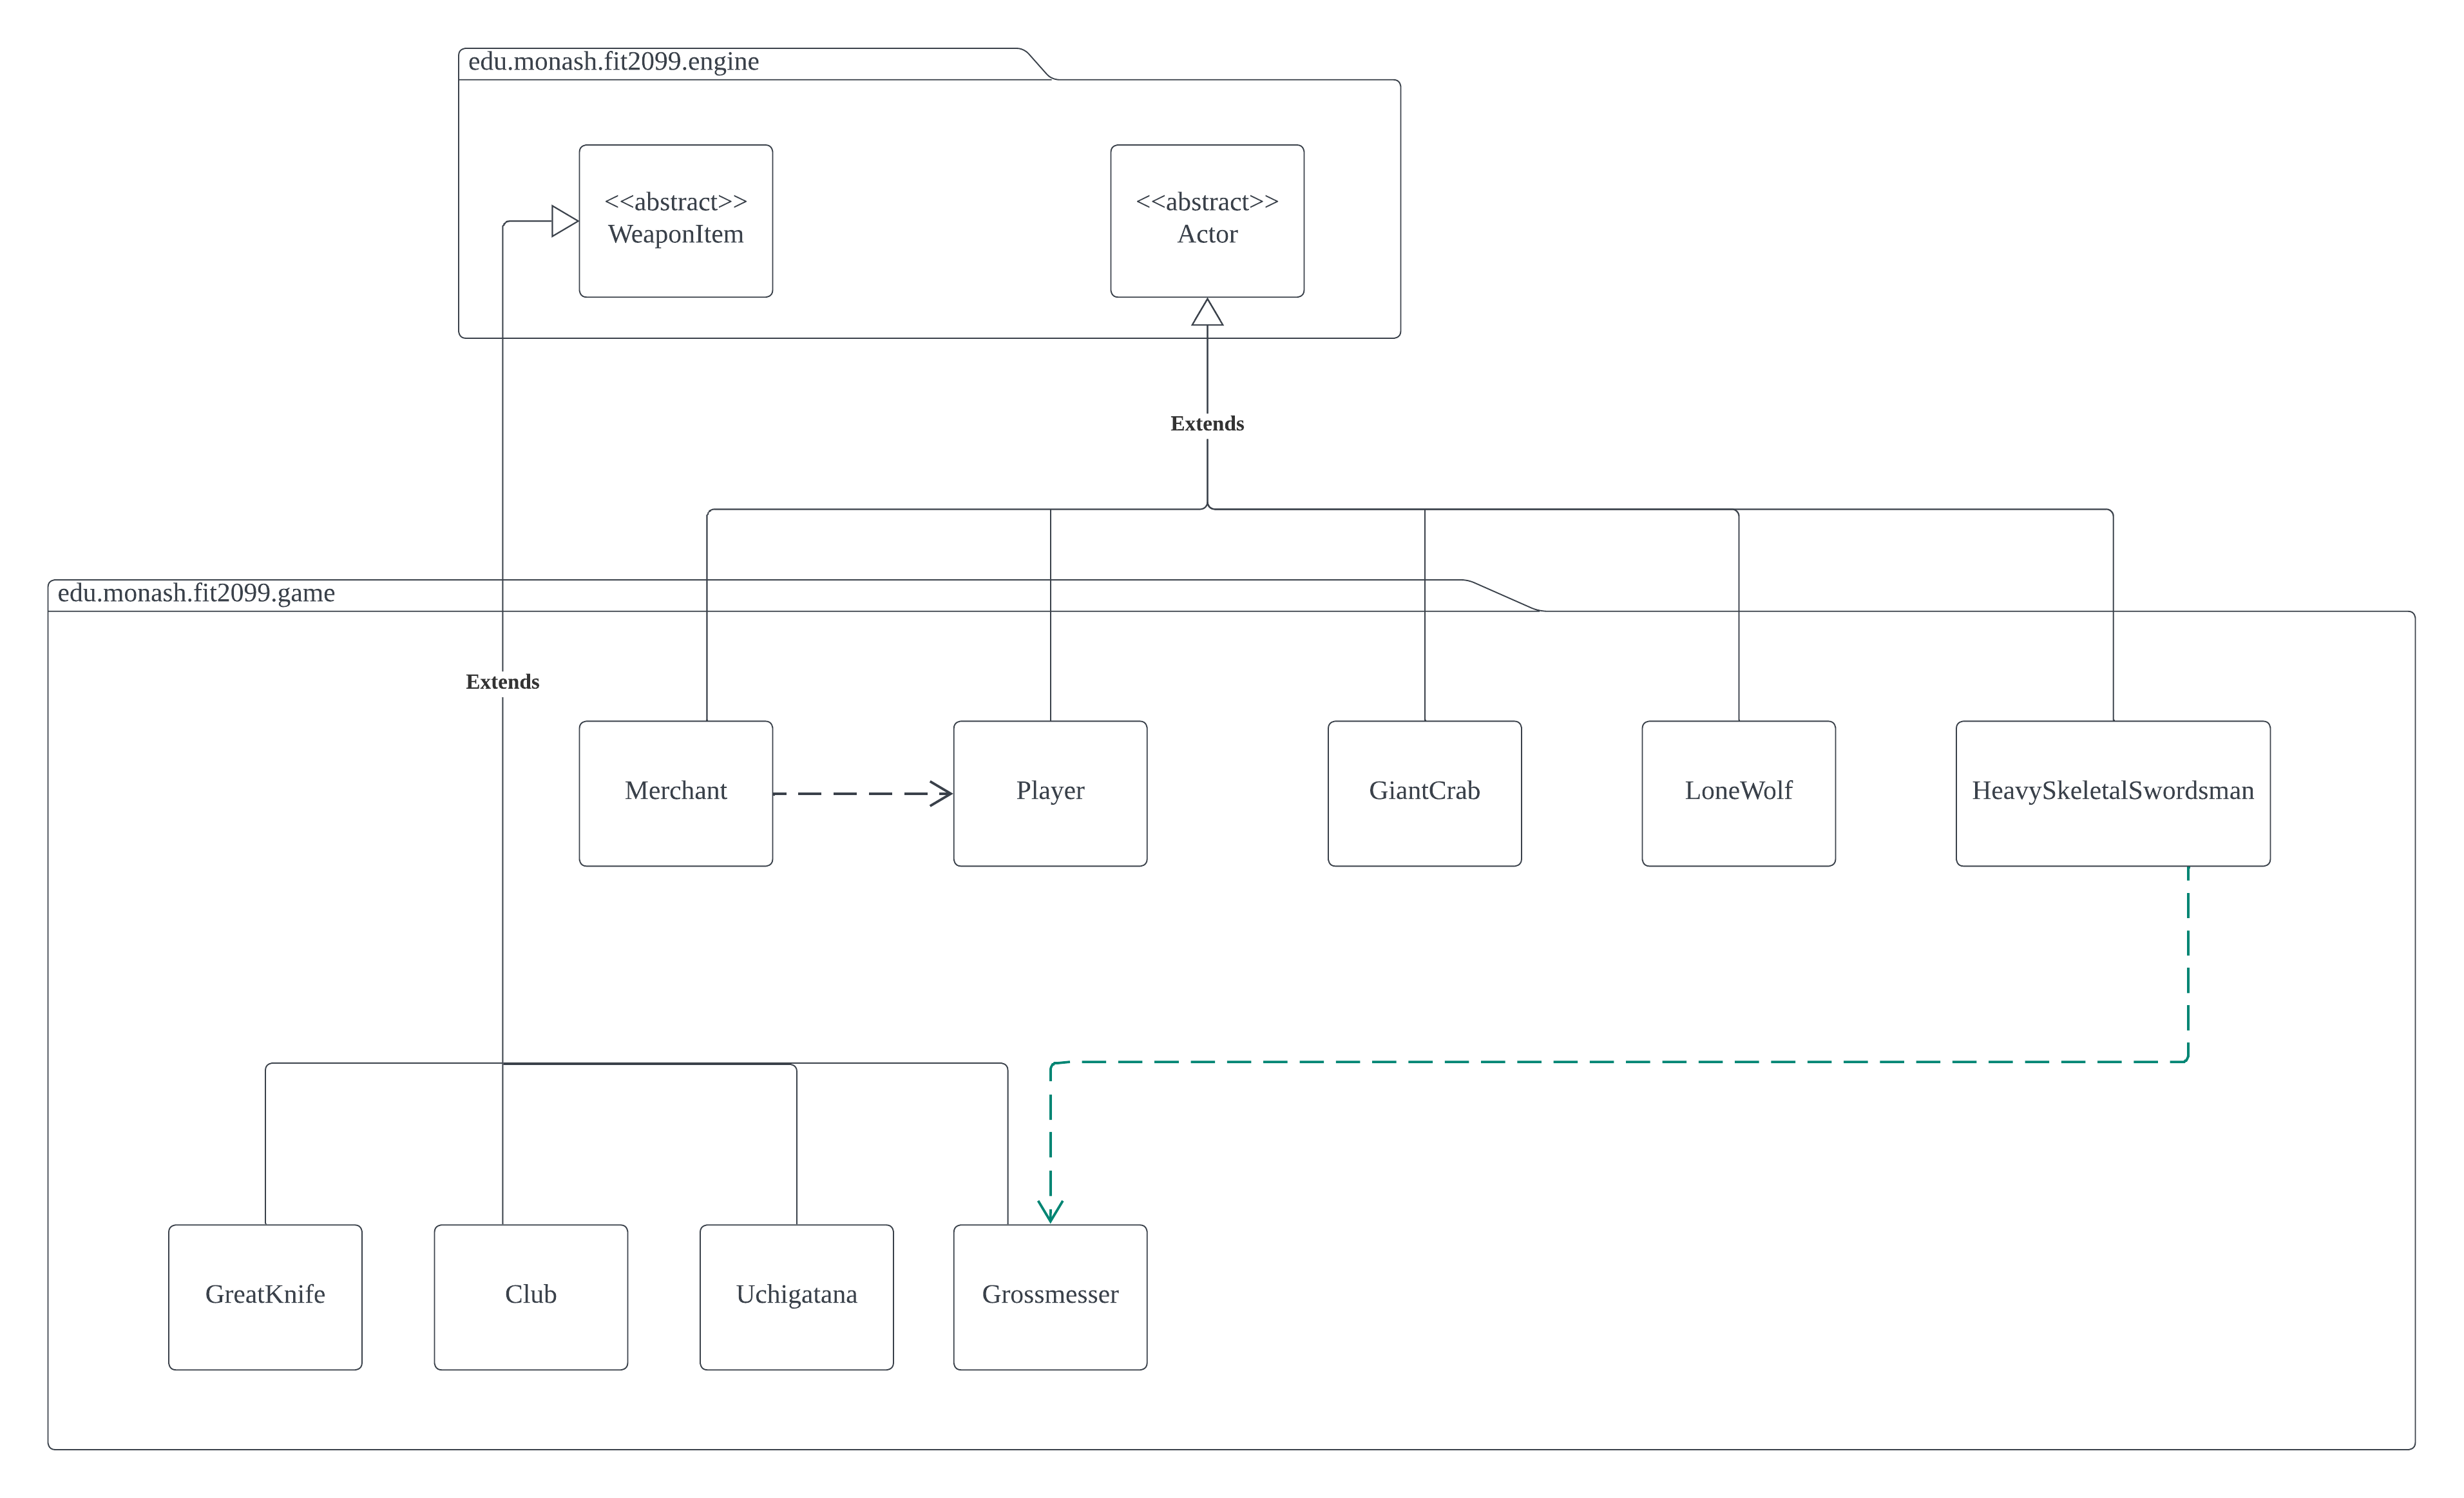 edu.monash.fit2099.engine
<<abstract>>
WeaponItem
<<abstract>>
Actor
Extends
edu.monash.fit2099.game
Extends
Merchant
Player
GiantCrab
LoneWolf
HeavySkeletalSwordsman
GreatKnife
Club
Uchigatana
Grossmesser